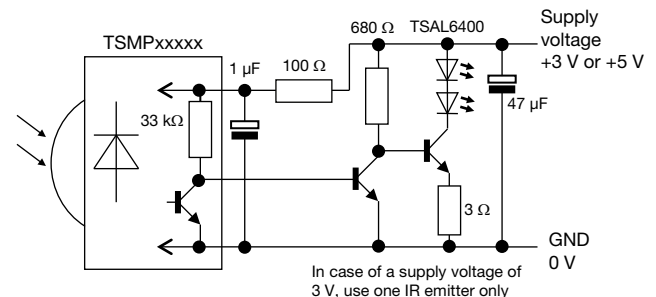 TSMPxxxxx
680 Ω
TSAL6400
Supply
voltage
+3 V or +5 V
1 µF
100 Ω
33 kΩ
47 µF
3 Ω
GND
0 V
In case of a supply voltage of
3 V, use one IR emitter only